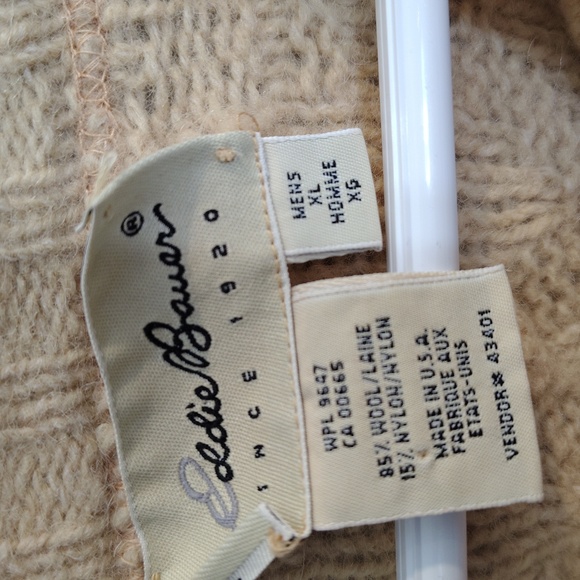 Eddie Bauer®
SINCE 1920
MENS
XL
HOMME
XG
WPL 9647
CA 00665
85% WOOL/LAINE
15% NYLON/NYLON
MADE IN U.S.A.
FABRIQUE AUX
ETATS-UNIS
VENDOR# 43401